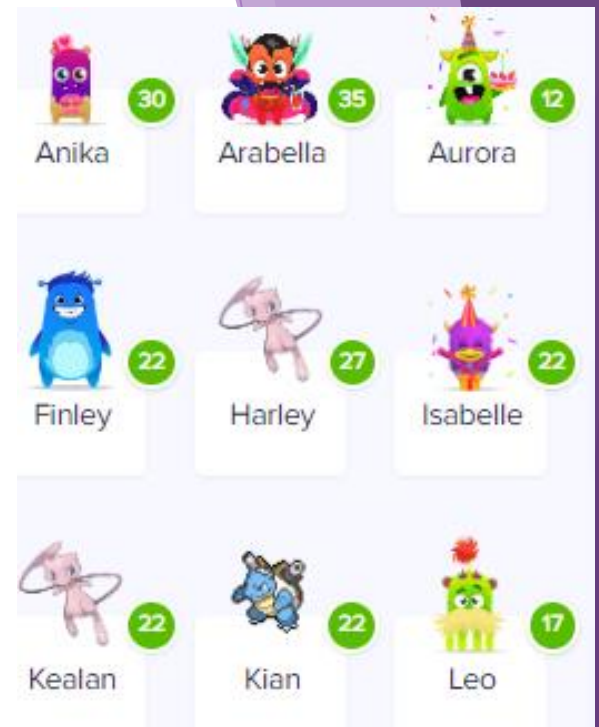 30 35 12
Anika Arabella Aurora
22 27 22
Finley Harley Isabelle
22 22 17
Kealan Kian Leo